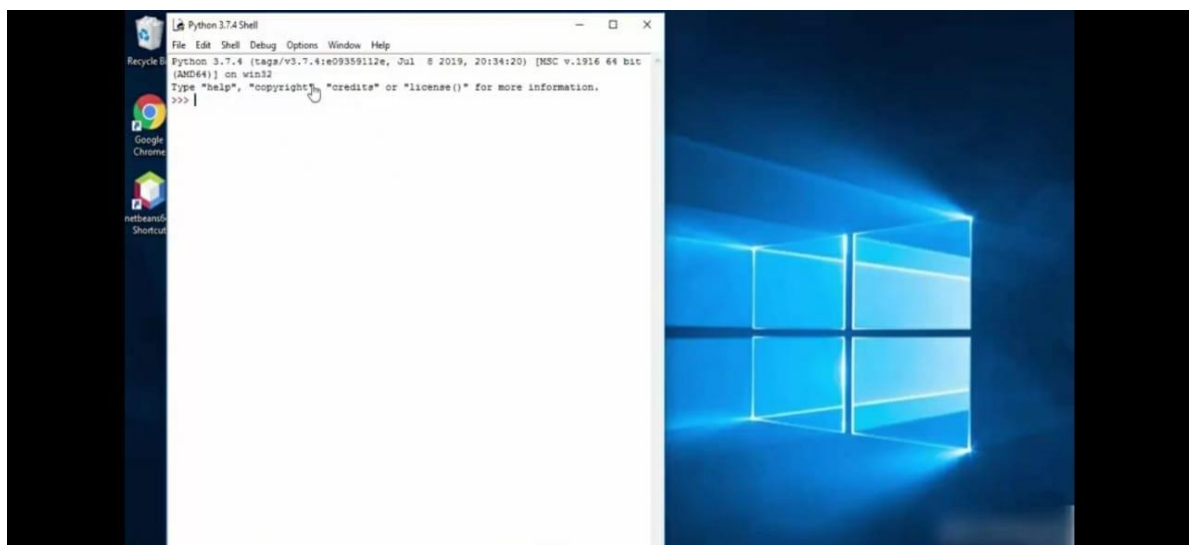 Python 3.7.4 Shell
File Edit Shell Debug Options Window Help
Python 3.7.4 (tags/v3.7.4:e09359112e, Jul 8 2019, 20:34:20) [MSC v.1916 64 bit
(AMD64)] on win32
Type "help", "copyright", "credits" or "license()" for more information.
>>>
Recycle
Google
Chrome
netbeans6
Shortcut